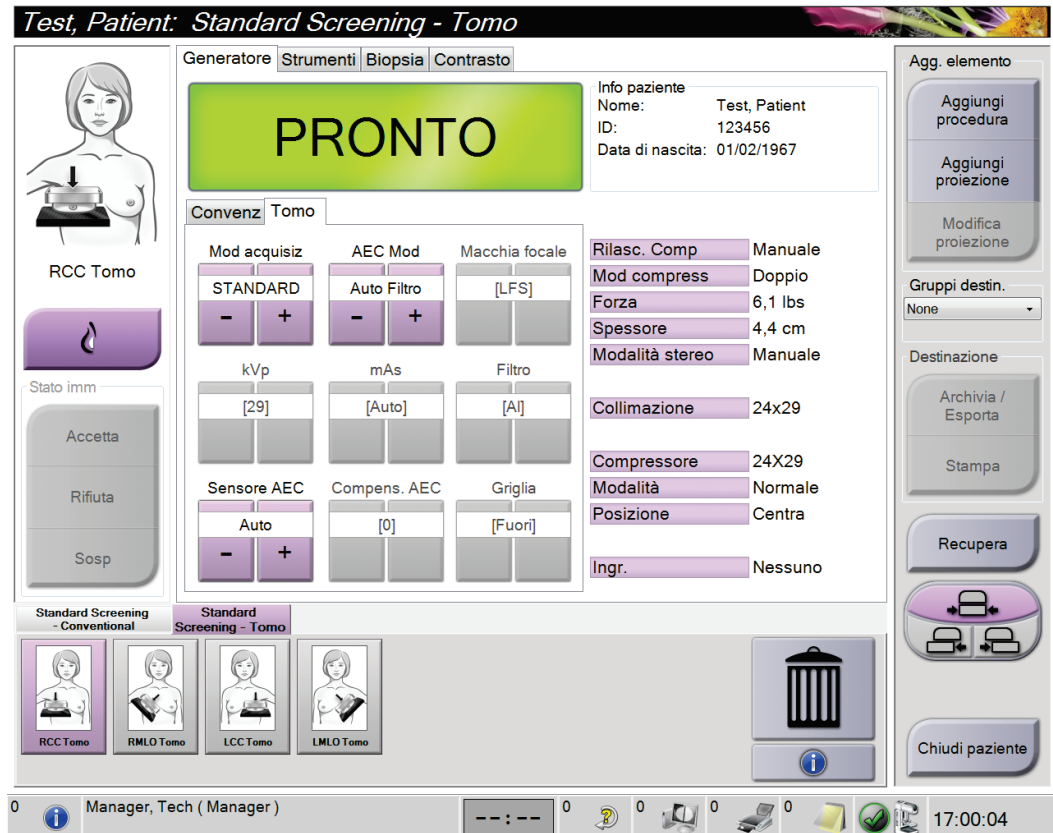 Test, Patient: Standard Screening - Tomo
RCC Tomo
Stato imm
Accetta
Rifiuta
Sosp
Generatore Strumenti Biopsia Contrasto
PRONTO
Info paziente
Nome: Test, Patient
ID: 123456
Data di nascita: 01/02/1967
Convenz Tomo
Mod acquisiz AEC Mod Macchia focale
STANDARD Auto Filtro [LFS]
- + - +
kVp mAs Filtro
[29] [Auto] [Al]
Sensore AEC Compens. AEC Griglia
Auto [0] [Fuori]
- +
Rilasc. Comp Manuale
Mod compress Doppio
Forza 6,1 lbs
Spessore 4,4 cm
Modalità stereo Manuale
Collimazione 24x29
Compressore 24X29
Modalità Normale
Posizione Centra
Ingr. Nessuno
Agg. elemento
Aggiungi
procedura
Aggiungi
proiezione
Modifica
proiezione
Gruppi destin.
None
Destinazione
Archivia /
Esporta
Stampa
Recupera
Chiudi paziente
Standard Screening
- Conventional
Standard
Screening - Tomo
RCC Tomo RMLO Tomo LCC Tomo LMLO Tomo
0 Manager, Tech ( Manager ) --:-- 0 0 0 0 17:00:04